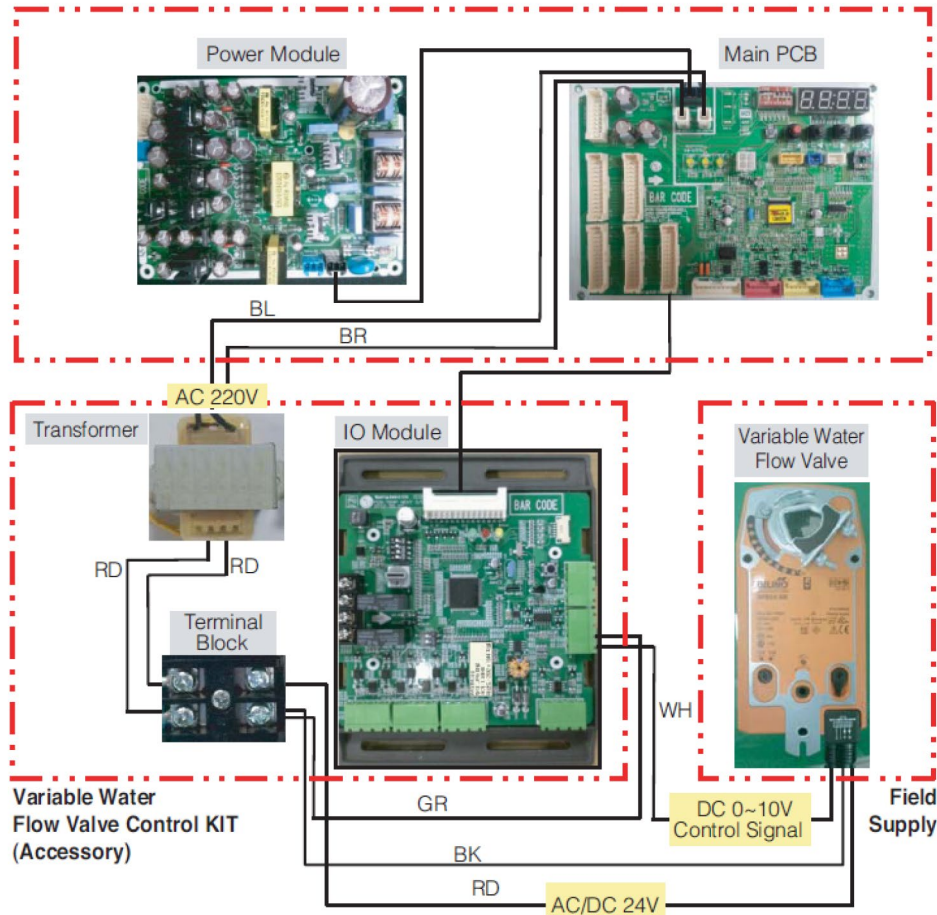 Power Module
Main PCB
BAR CODE
BL
BR
AC 220V
Transformer
IO Module
Variable Water
Flow Valve
BAR CODE
RD
RD
Terminal
Block
BELIMO
WH
Variable Water
Flow Valve Control KIT
(Accessory)
GR
DC 0~10V
Control Signal
Field
Supply
BK
RD
AC/DC 24V